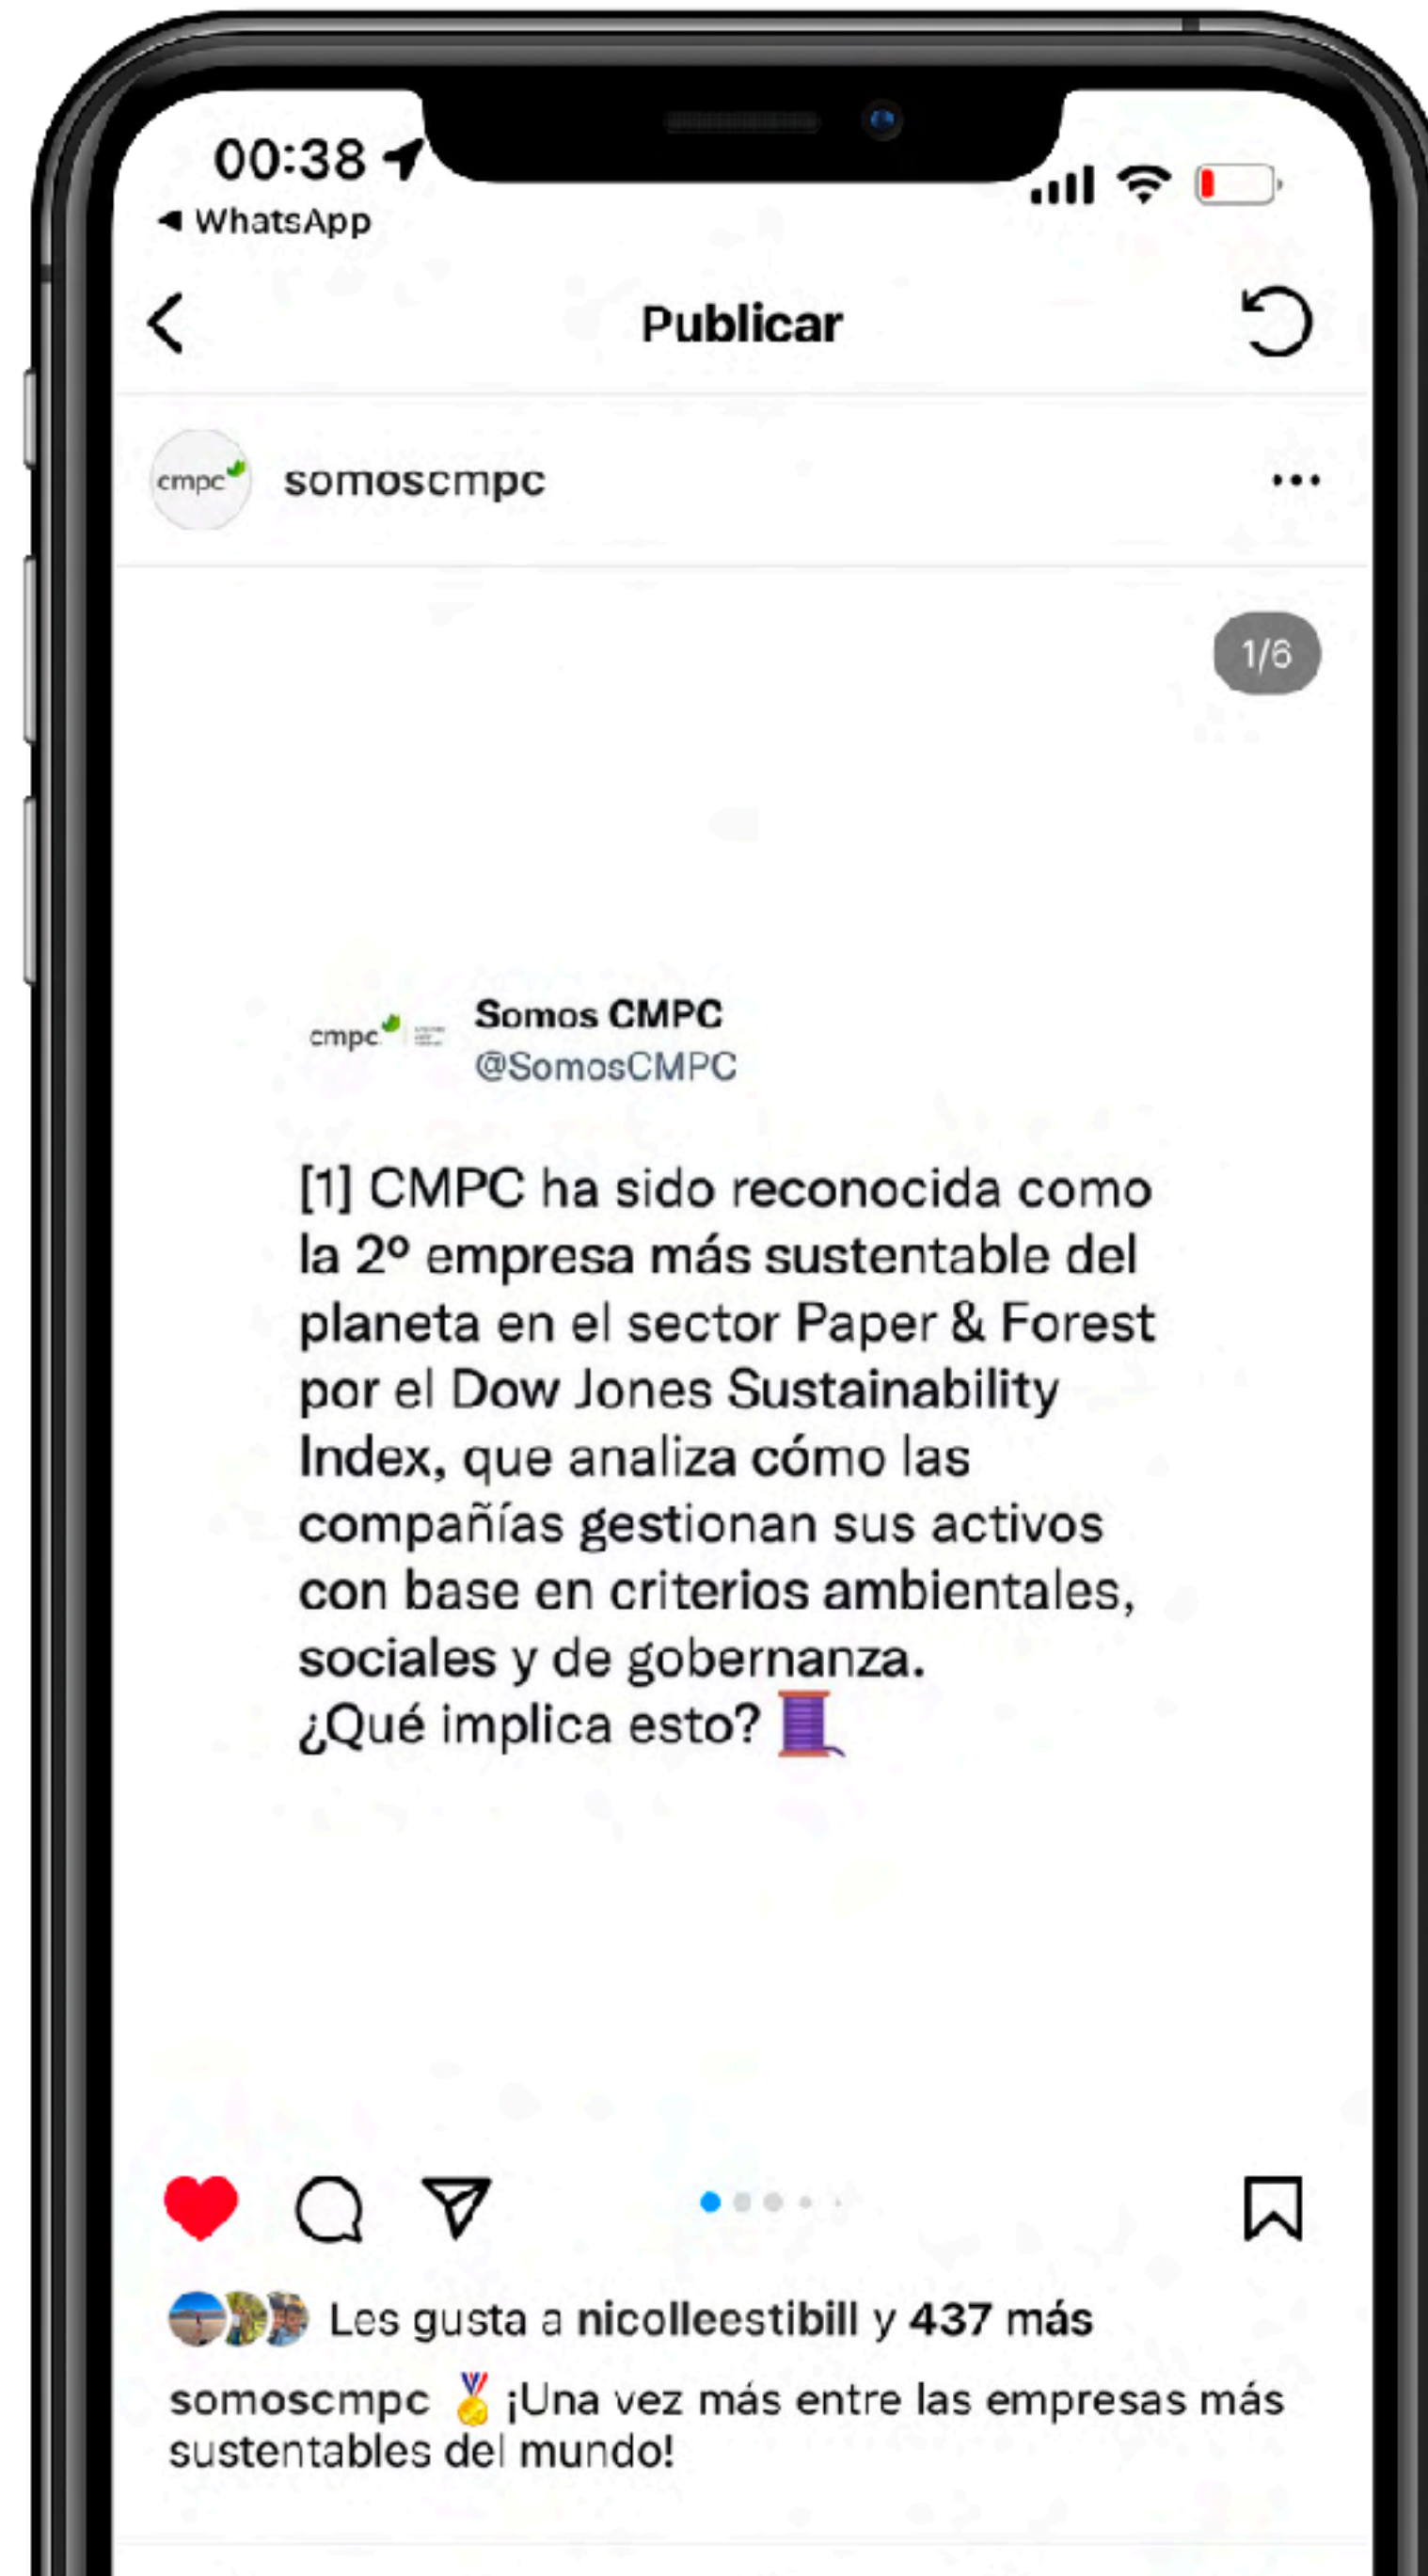 00:38
WhatsApp
Publicar
cmpc somoscmpc
1/6
cmpc Somos CMPC
@SomosCMPC
[1] CMPC ha sido reconocida como
la 2º empresa más sustentable del
planeta en el sector Paper & Forest
por el Dow Jones Sustainability
Index, que analiza cómo las
compañías gestionan sus activos
con base en criterios ambientales,
sociales y de gobernanza.
¿Qué implica esto? 🧵
Les gusta a nicolleestibill y 437 más
somoscmpc 🏅 ¡Una vez más entre las empresas más
sustentables del mundo!